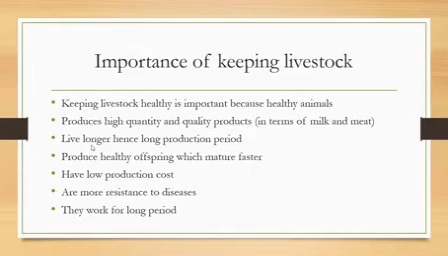 Importance of keeping livestock
• Keeping livestock healthy is important because healthy animals
• Produces high quantity and quality products (in terms of milk and meat)
• Live longer hence long production period
• Produce healthy offspring which mature faster
• Have low production cost
• Are more resistance to diseases
• They work for long period